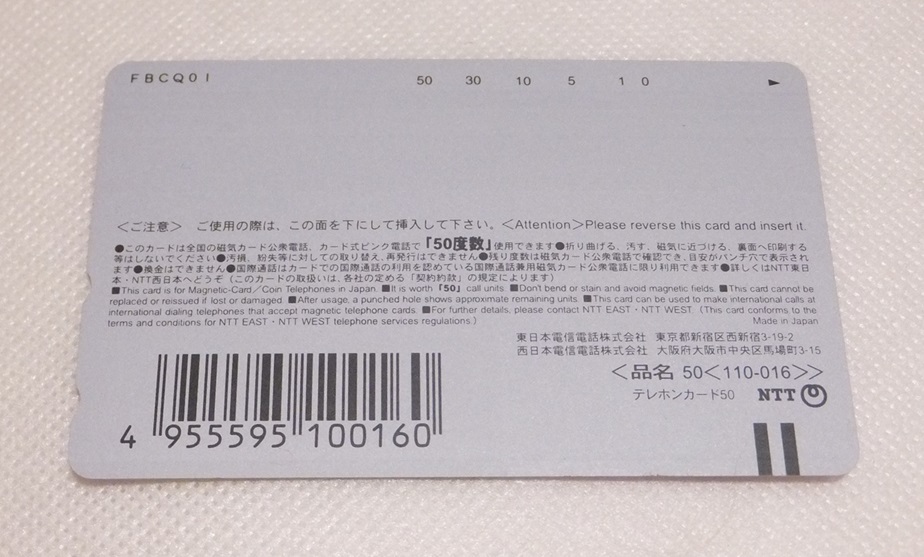 FBCQ01 50 30 10 5 1 0 ►
＜ご注意＞ ご使用の際は、この面を下にして挿入して下さい。＜Attention＞Please reverse this card and insert it.
●このカードは全国の磁気カード公衆電話、カード式ピンク電話で「50度数」使用できます●折り曲げる、汚す、磁気に近づける、裏面へ印刷する
等はしないでください●汚損、紛失等に対しての取り替え、再発行はできません●残り度数は磁気カード公衆電話で確認でき、目安がパンチ穴で表示され
ます●換金はできません●国際通話はカードでの国際通話の利用を認めている国際通話兼用磁気カード公衆電話に限り利用できます●詳しくはNTT東日
本・NTT西日本へどうぞ（このカードの取扱いは、各社の定める「契約約款」の規定によります）
■This card is for Magnetic-Card／Coin Telephones in Japan. ■It is worth「50」call units. ■Don't bend or stain and avoid magnetic fields. ■This card cannot be
replaced or reissued if lost or damaged. ■After usage, a punched hole shows approximate remaining units. ■This card can be used to make international calls at
international dialing telephones that accept magnetic telephone cards. ■For further details, please contact NTT EAST・NTT WEST.（This card conforms to the
terms and conditions for NTT EAST・NTT WEST telephone services regulations.） Made in Japan
東日本電信電話株式会社 東京都新宿区西新宿3-19-2
西日本電信電話株式会社 大阪府大阪市中央区馬場町3-15
＜品名 50＜110-016＞＞
テレホンカード50 NTT
4 955595 100160